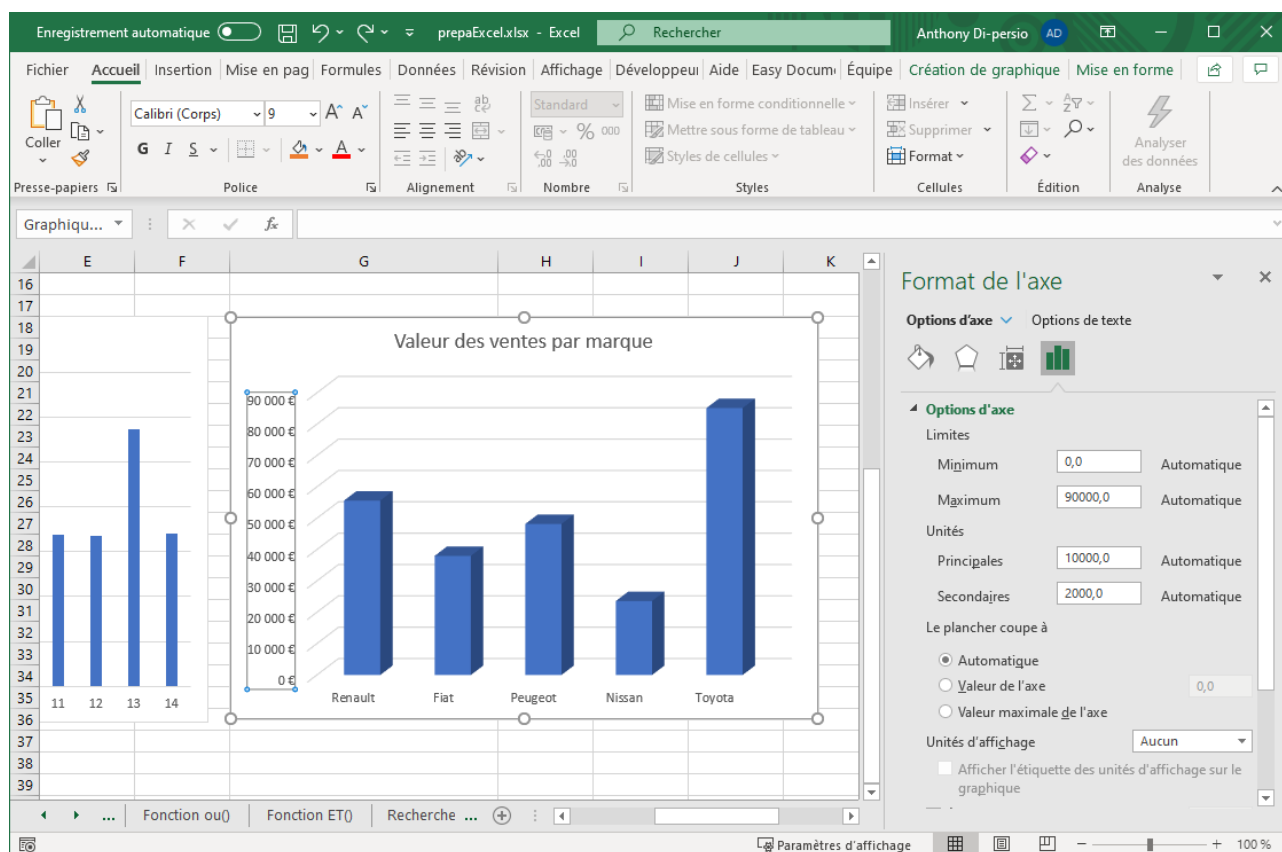 Enregistrement automatique prepaExcel.xlsx - Excel Rechercher Anthony Di-persio AD
Fichier Accueil Insertion Mise en pag Formules Données Révision Affichage Développeu Aide Easy Docum Équipe Création de graphique Mise en forme
Coller
Calibri (Corps) 9 A A
G I S A
ab
Standard
% 000
Mise en forme conditionnelle
Mettre sous forme de tableau
Styles de cellules
Insérer
Supprimer
Format
Analyser
des données
Presse-papiers Police Alignement Nombre Styles Cellules Édition Analyse
Graphiqu... fx
E F G H I J K
16
17
18
19
20
21
22
23
24
25
26
27
28
29
30
31
32
33
34
35
36
37
38
39
11 12 13 14
Valeur des ventes par marque
90 000 €
80 000 €
70 000 €
60 000 €
50 000 €
40 000 €
30 000 €
20 000 €
10 000 €
0 €
Renault Fiat Peugeot Nissan Toyota
Format de l'axe
Options d'axe Options de texte
Options d'axe
Limites
Minimum 0,0 Automatique
Maximum 90000,0 Automatique
Unités
Principales 10000,0 Automatique
Secondaires 2000,0 Automatique
Le plancher coupe à
Automatique
Valeur de l'axe 0,0
Valeur maximale de l'axe
Unités d'affichage Aucun
Afficher l'étiquette des unités d'affichage sur le
graphique
... Fonction ou() Fonction ET() Recherche ...
Paramètres d'affichage 100 %